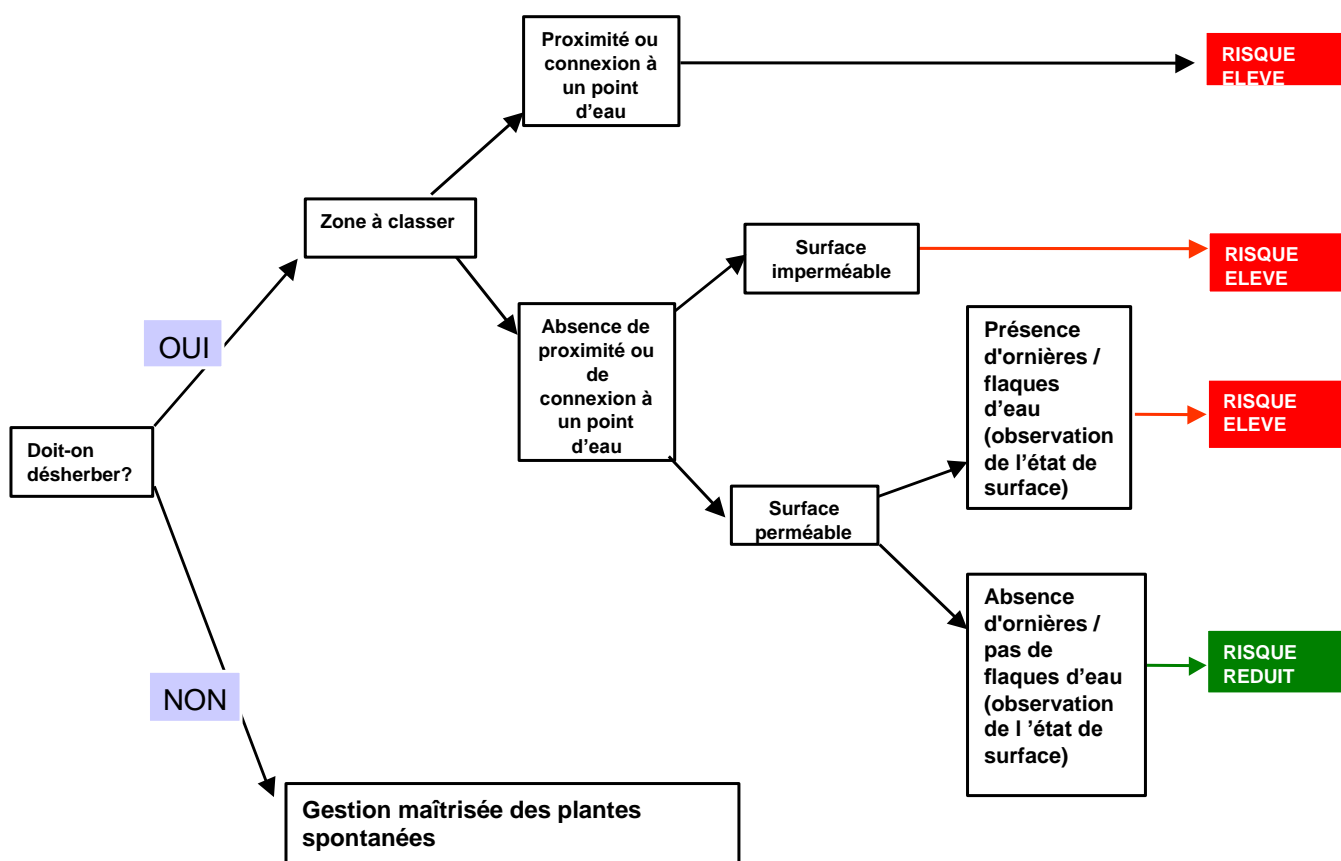 Proximité ou
connexion à
un point
d’eau
RISQUE
ELEVE
Zone à classer
Surface
imperméable
RISQUE
ELEVE
OUI
Absence de
proximité ou
de
connexion à
un point
d’eau
Présence
d'ornières /
flaques
d’eau
(observation
de l’état de
surface)
RISQUE
ELEVE
Doit-on
désherber?
Surface
perméable
Absence
d'ornières /
pas de
flaques d’eau
(observation
de l ’état de
surface)
RISQUE
REDUIT
NON
Gestion maîtrisée des plantes
spontanées